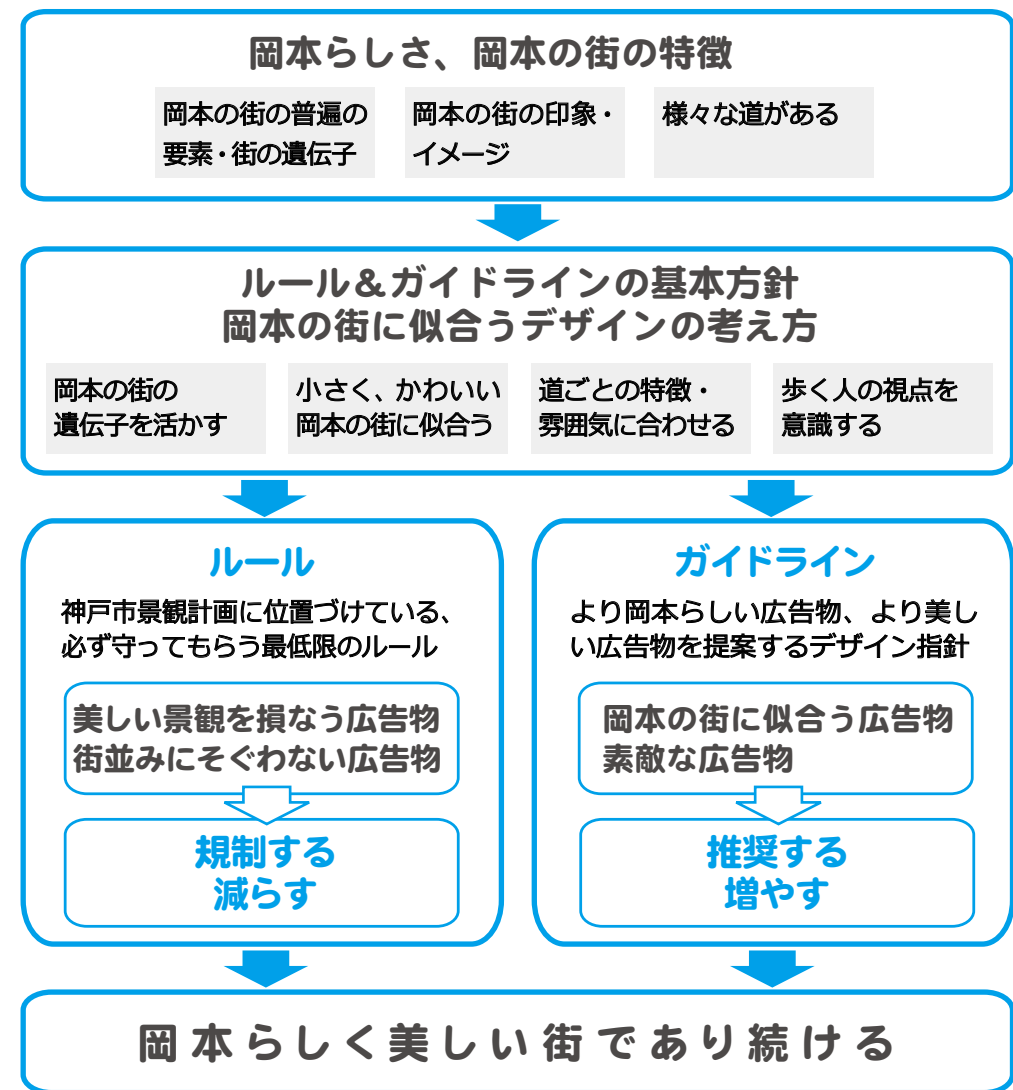 岡本らしさ、岡本の街の特徴
岡本の街の普遍の
要素・街の遺伝子
岡本の街の印象・
イメージ
様々な道がある
ルール＆ガイドラインの基本方針
岡本の街に似合うデザインの考え方
岡本の街の
遺伝子を活かす
小さく、かわいい
岡本の街に似合う
道ごとの特徴・
雰囲気に合わせる
歩く人の視点を
意識する
ルール
神戸市景観計画に位置づけている、
必ず守ってもらう最低限のルール
美しい景観を損なう広告物
街並みにそぐわない広告物
規制する
減らす
ガイドライン
より岡本らしい広告物、より美し
い広告物を提案するデザイン指針
岡本の街に似合う広告物
素敵な広告物
推奨する
増やす
岡本らしく美しい街であり続ける